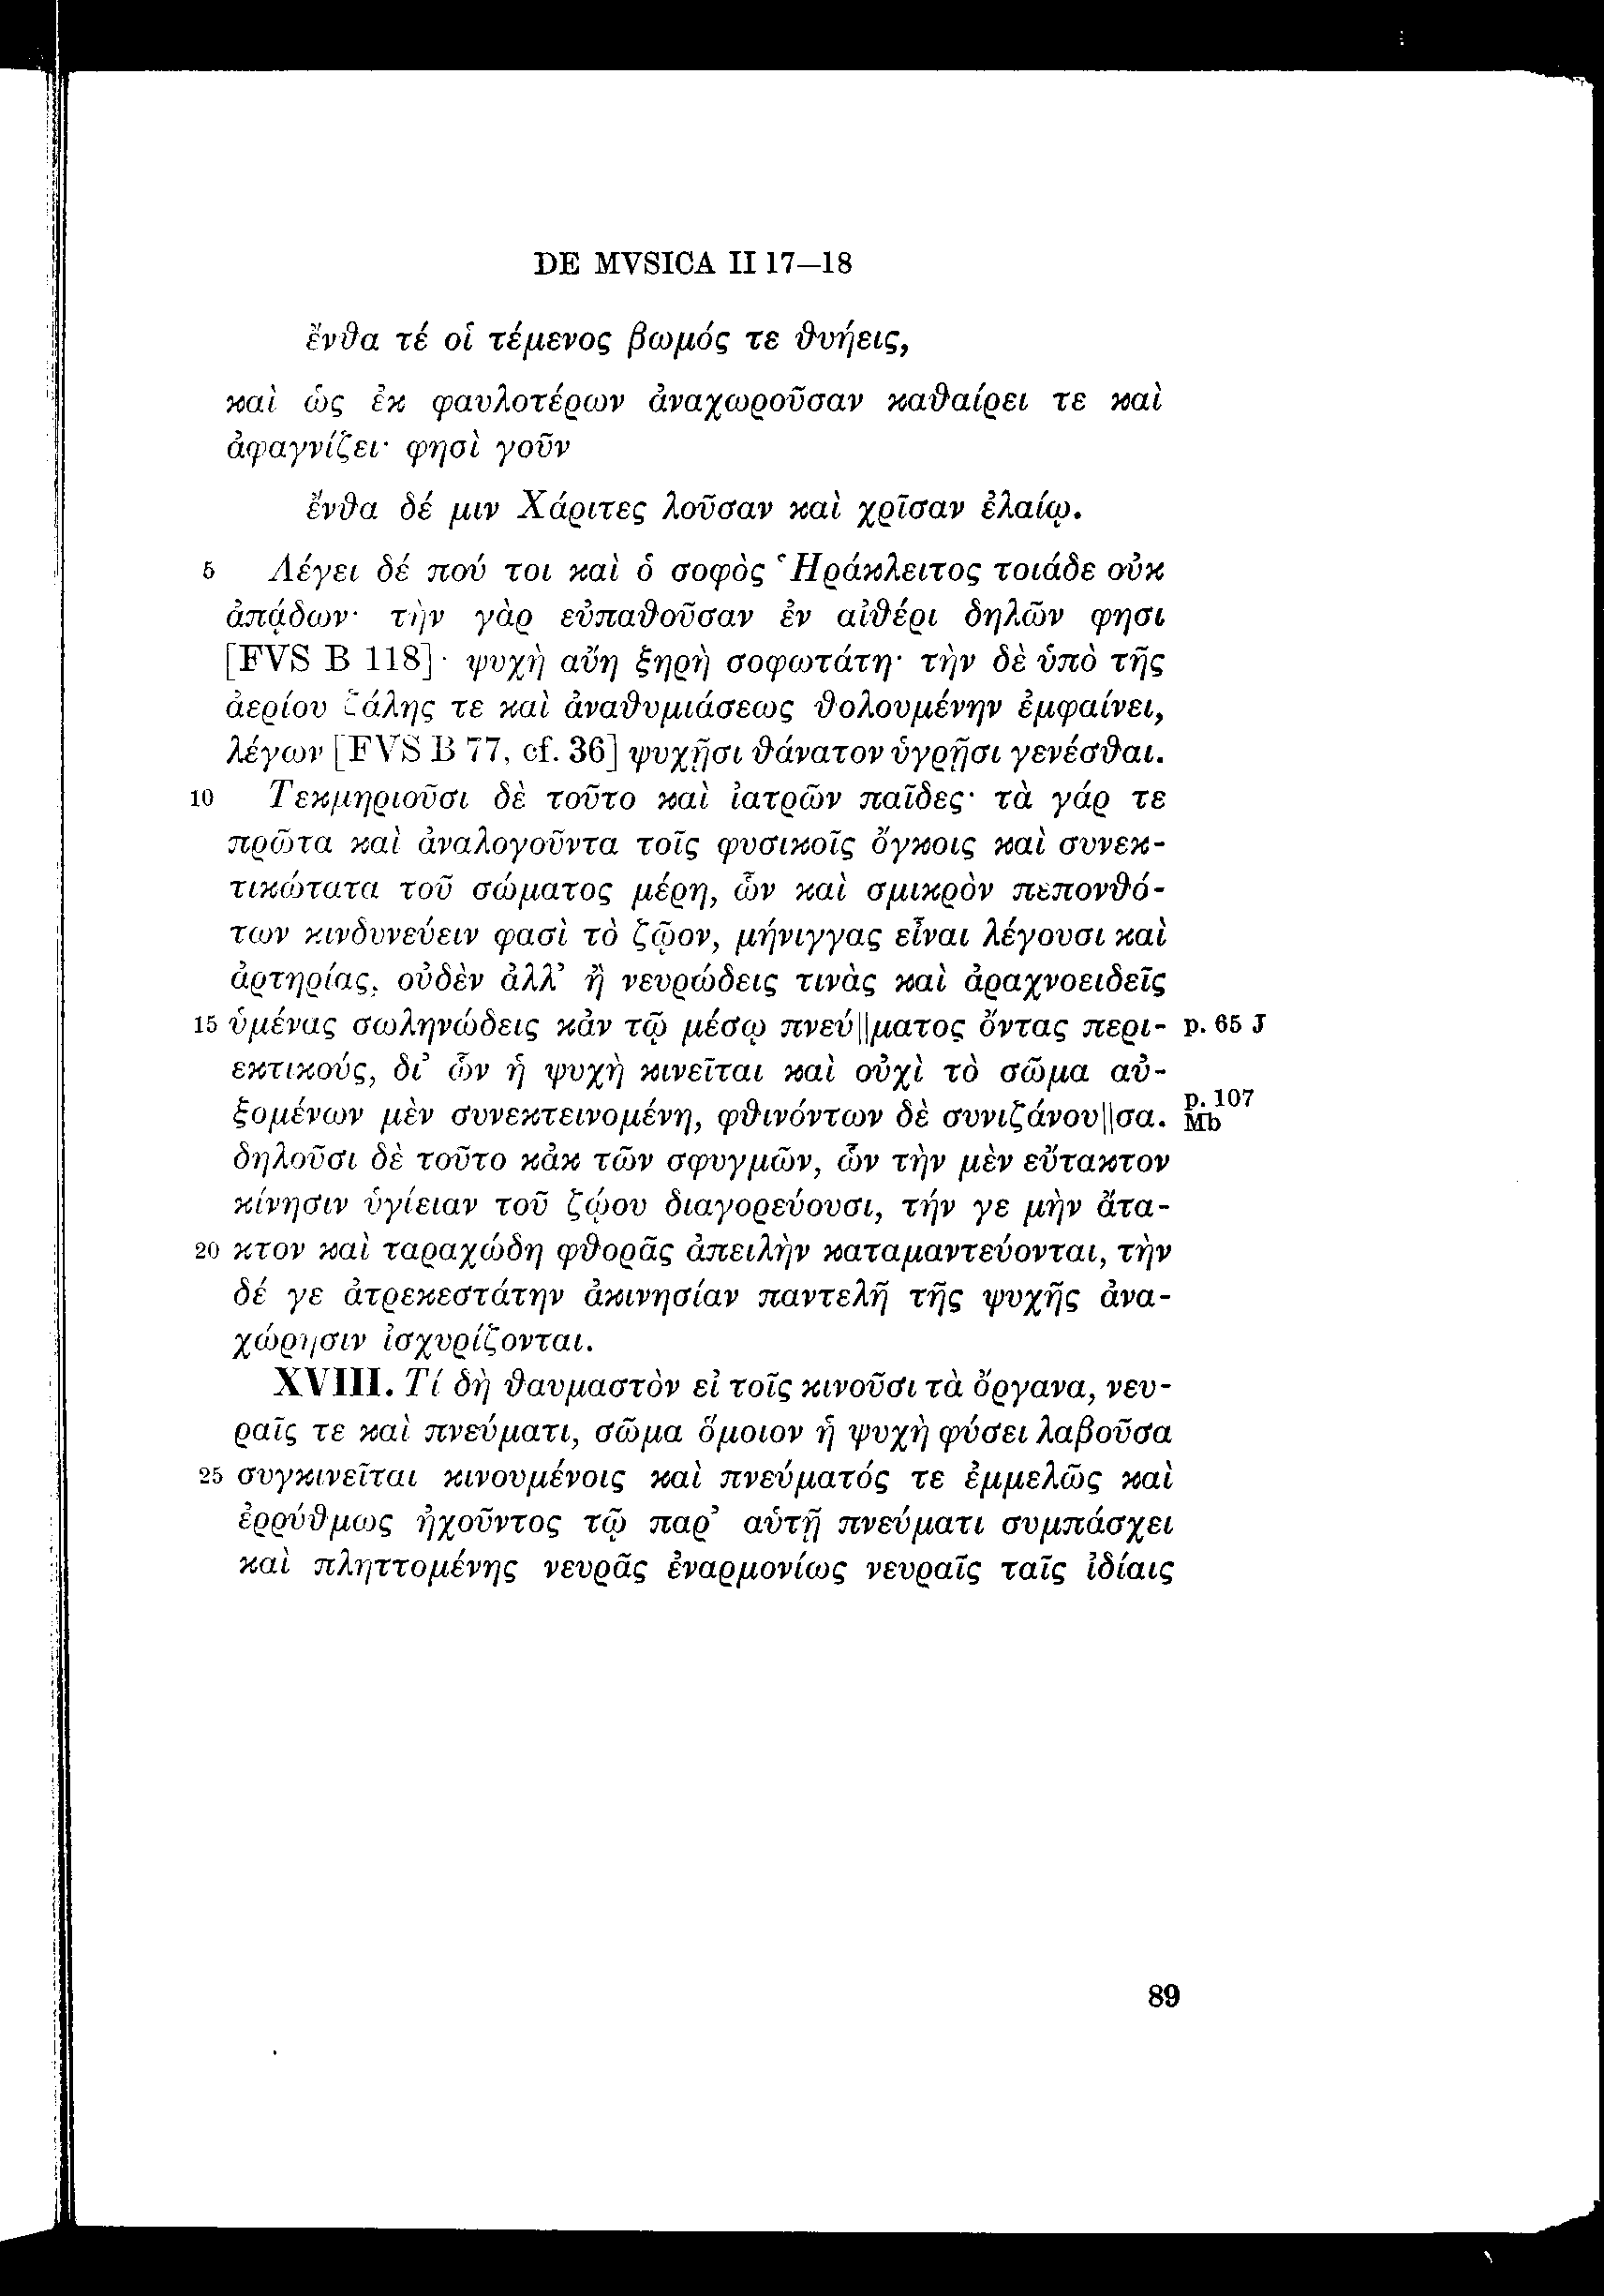 DE MVSICA II 17–18
ἔνθα τέ οἱ τέμενος βωμός τε θυήεις,
καὶ ὡς ἐκ φαυλοτέρων ἀναχωροῦσαν καθαίρει τε καὶ
ἀφαγνίζει· φησὶ γοῦν
ἔνθα δέ μιν Χάριτες λοῦσαν καὶ χρῖσαν ἐλαίῳ.
5 Λέγει δέ πού τοι καὶ ὁ σοφὸς Ἡράκλειτος τοιάδε οὐκ
ἀπᾴδων· τὴν γὰρ εὐπαθοῦσαν ἐν αἰθέρι δηλῶν φησι
[FVS B 118]· ψυχὴ αὔη ξηρὴ σοφωτάτη· τὴν δὲ ὑπὸ τῆς
ἀερίου ζάλης τε καὶ ἀναθυμιάσεως θολουμένην ἐμφαίνει,
λέγων [FVS B 77, cf. 36] ψυχῇσι θάνατον ὑγρῇσι γενέσθαι.
10 Τεκμηριοῦσι δὲ τοῦτο καὶ ἰατρῶν παῖδες· τὰ γάρ τε
πρῶτα καὶ ἀναλογοῦντα τοῖς φυσικοῖς ὄγκοις καὶ συνεκ-
τικώτατα τοῦ σώματος μέρη, ὧν καὶ σμικρὸν πεπονθό-
των κινδυνεύειν φασὶ τὸ ζῷον, μήνιγγας εἶναι λέγουσι καὶ
ἀρτηρίας, οὐδὲν ἀλλ’ ἢ νευρώδεις τινὰς καὶ ἀραχνοειδεῖς
15 ὑμένας σωληνώδεις κἀν τῷ μέσῳ πνεύ||ματος ὄντας περι- p. 65 J
εκτικούς, δι’ ὧν ἡ ψυχὴ κινεῖται καὶ οὐχὶ τὸ σῶμα αὐ-
ξομένων μὲν συνεκτεινομένη, φθινόντων δὲ συνιζάνου||σα. p. 107 Mb
δηλοῦσι δὲ τοῦτο κἀκ τῶν σφυγμῶν, ὧν τὴν μὲν εὔτακτον
κίνησιν ὑγίειαν τοῦ ζῴου διαγορεύουσι, τήν γε μὴν ἄτα-
20 κτον καὶ ταραχώδη φθορᾶς ἀπειλὴν καταμαντεύονται, τὴν
δέ γε ἀτρεκεστάτην ἀκινησίαν παντελῆ τῆς ψυχῆς ἀνα-
χώρησιν ἰσχυρίζονται.
XVIII. Τί δὴ θαυμαστὸν εἰ τοῖς κινοῦσι τὰ ὄργανα, νευ-
ραῖς τε καὶ πνεύματι, σῶμα ὅμοιον ἡ ψυχὴ φύσει λαβοῦσα
25 συγκινεῖται κινουμένοις καὶ πνεύματός τε ἐμμελῶς καὶ
ἐρρύθμως ἠχοῦντος τῷ παρ’ αὑτῇ πνεύματι συμπάσχει
καὶ πληττομένης νευρᾶς ἐναρμονίως νευραῖς ταῖς ἰδίαις
89